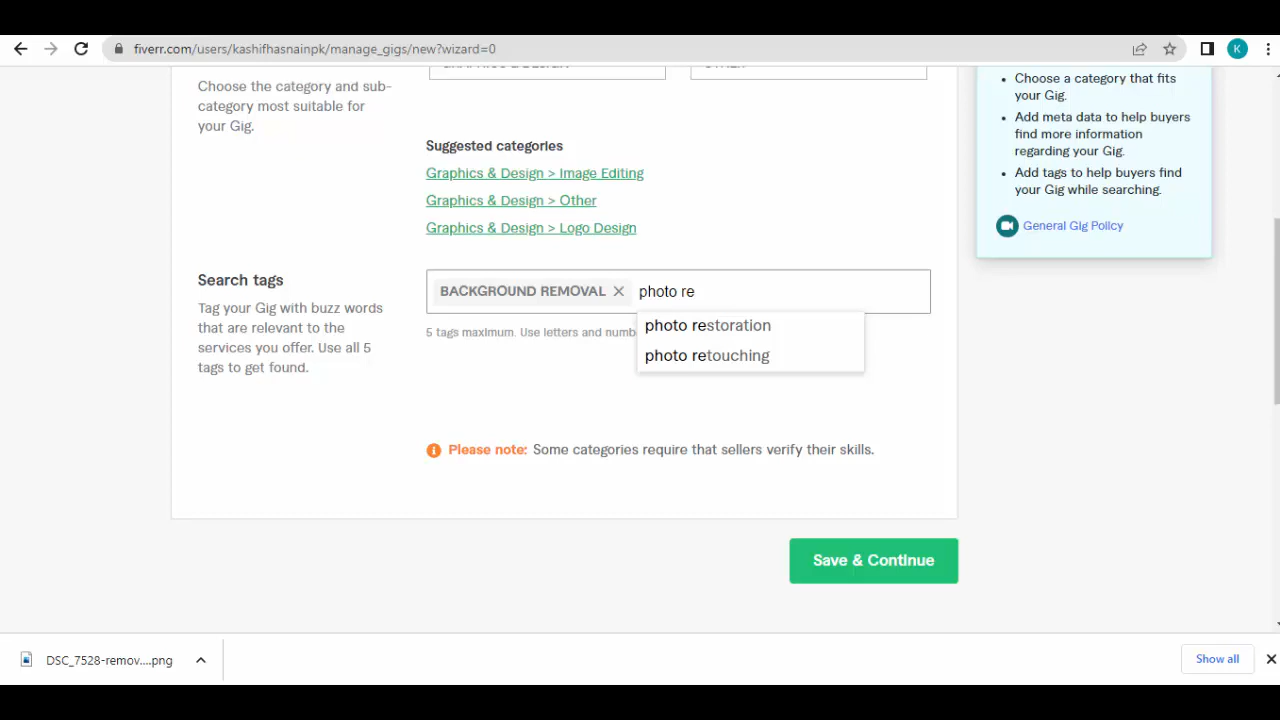 fiverr.com/users/kashifhasnainpk/manage_gigs/new?wizard=0
K
Choose the category and sub-
category most suitable for
your Gig.
Suggested categories
Graphics & Design > Image Editing
Graphics & Design > Other
Graphics & Design > Logo Design
Search tags
Tag your Gig with buzz words
that are relevant to the
services you offer. Use all 5
tags to get found.
BACKGROUND REMOVAL photo re
5 tags maximum. Use letters and numb
photo restoration
photo retouching
Please note: Some categories require that sellers verify their skills.
Save & Continue
Choose a category that fits
your Gig.
Add meta data to help buyers
find more information
regarding your Gig.
Add tags to help buyers find
your Gig while searching.
General Gig Policy
DSC_7528-remov....png
Show all